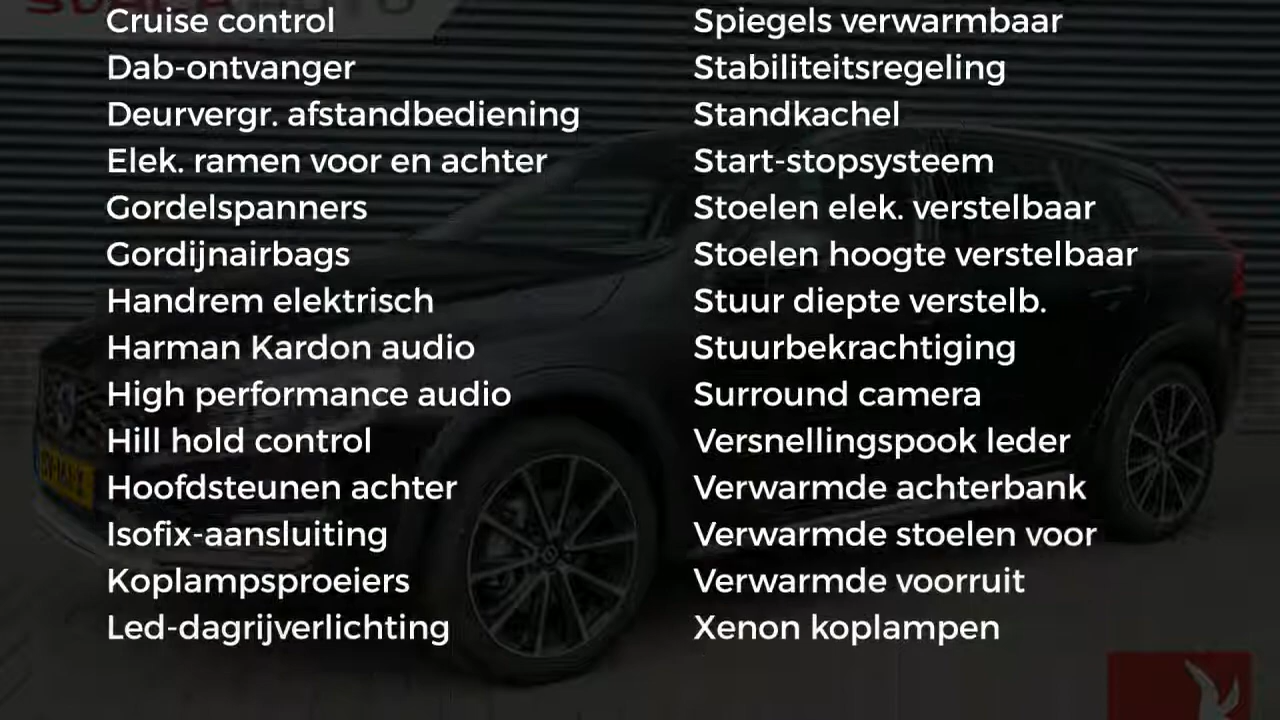 Cruise control
Dab-ontvanger
Deurvergr. afstandbediening
Elek. ramen voor en achter
Gordelspanners
Gordijnairbags
Handrem elektrisch
Harman Kardon audio
High performance audio
Hill hold control
Hoofdsteunen achter
Isofix-aansluiting
Koplampsproeiers
Led-dagrijverlichting
Spiegels verwarmbaar
Stabiliteitsregeling
Standkachel
Start-stopsysteem
Stoelen elek. verstelbaar
Stoelen hoogte verstelbaar
Stuur diepte verstelb.
Stuurbekrachtiging
Surround camera
Versnellingspook leder
Verwarmde achterbank
Verwarmde stoelen voor
Verwarmde voorruit
Xenon koplampen